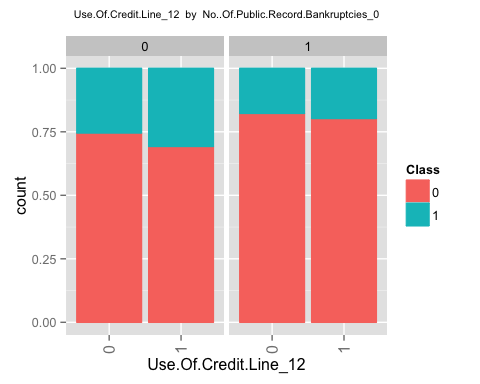 Use.Of.Credit.Line_12 by No..Of.Public.Record.Bankruptcies_0
0 1
1.00
0.75
0.50
0.25
0.00
count
0 1 0 1
Use.Of.Credit.Line_12
Class
0
1